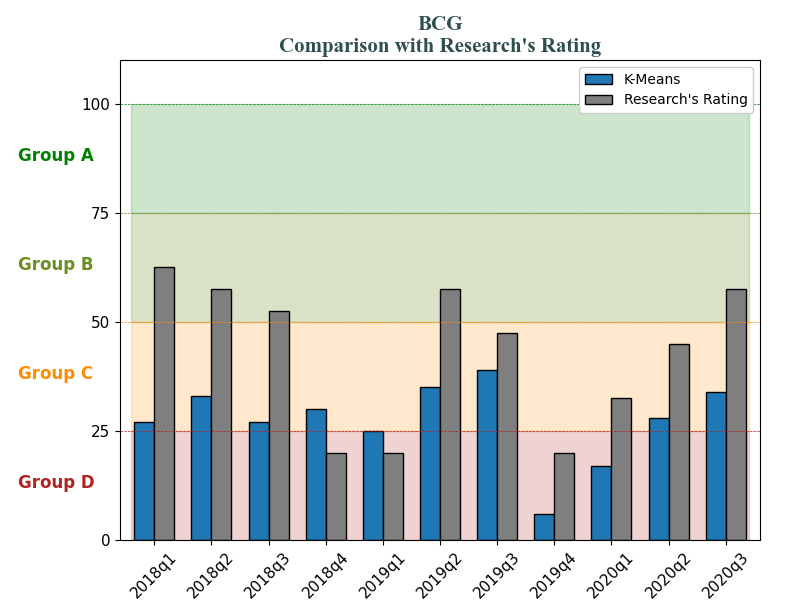 BCG
Comparison with Research's Rating
K-Means
Research's Rating
100
Group A
75
Group B
50
Group C
25
Group D
0
2018q1 2018q2 2018q3 2018q4 2019q1 2019q2 2019q3 2019q4 2020q1 2020q2 2020q3